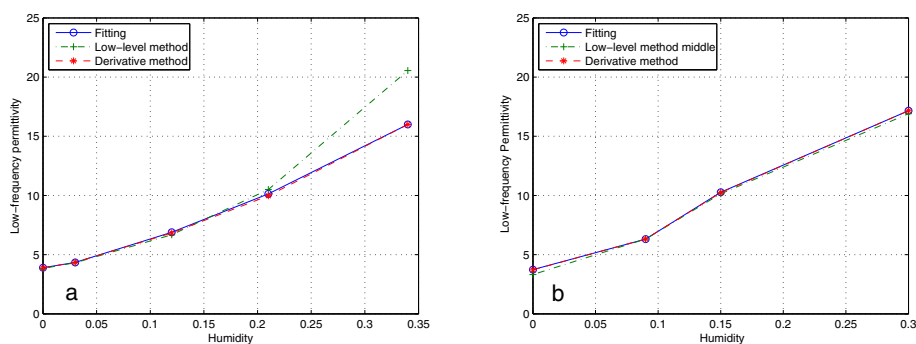 25
20
15
10
5
0
Low−frequency permittivity
Fitting
Low−level method
Derivative method
a
0
0.05
0.1
0.15
0.2
0.25
0.3
0.35
Humidity
25
20
15
10
5
0
Low−frequency Permittivity
Fitting
Low−level method middle
Derivative method
b
0
0.05
0.1
0.15
0.2
0.25
0.3
Humidity